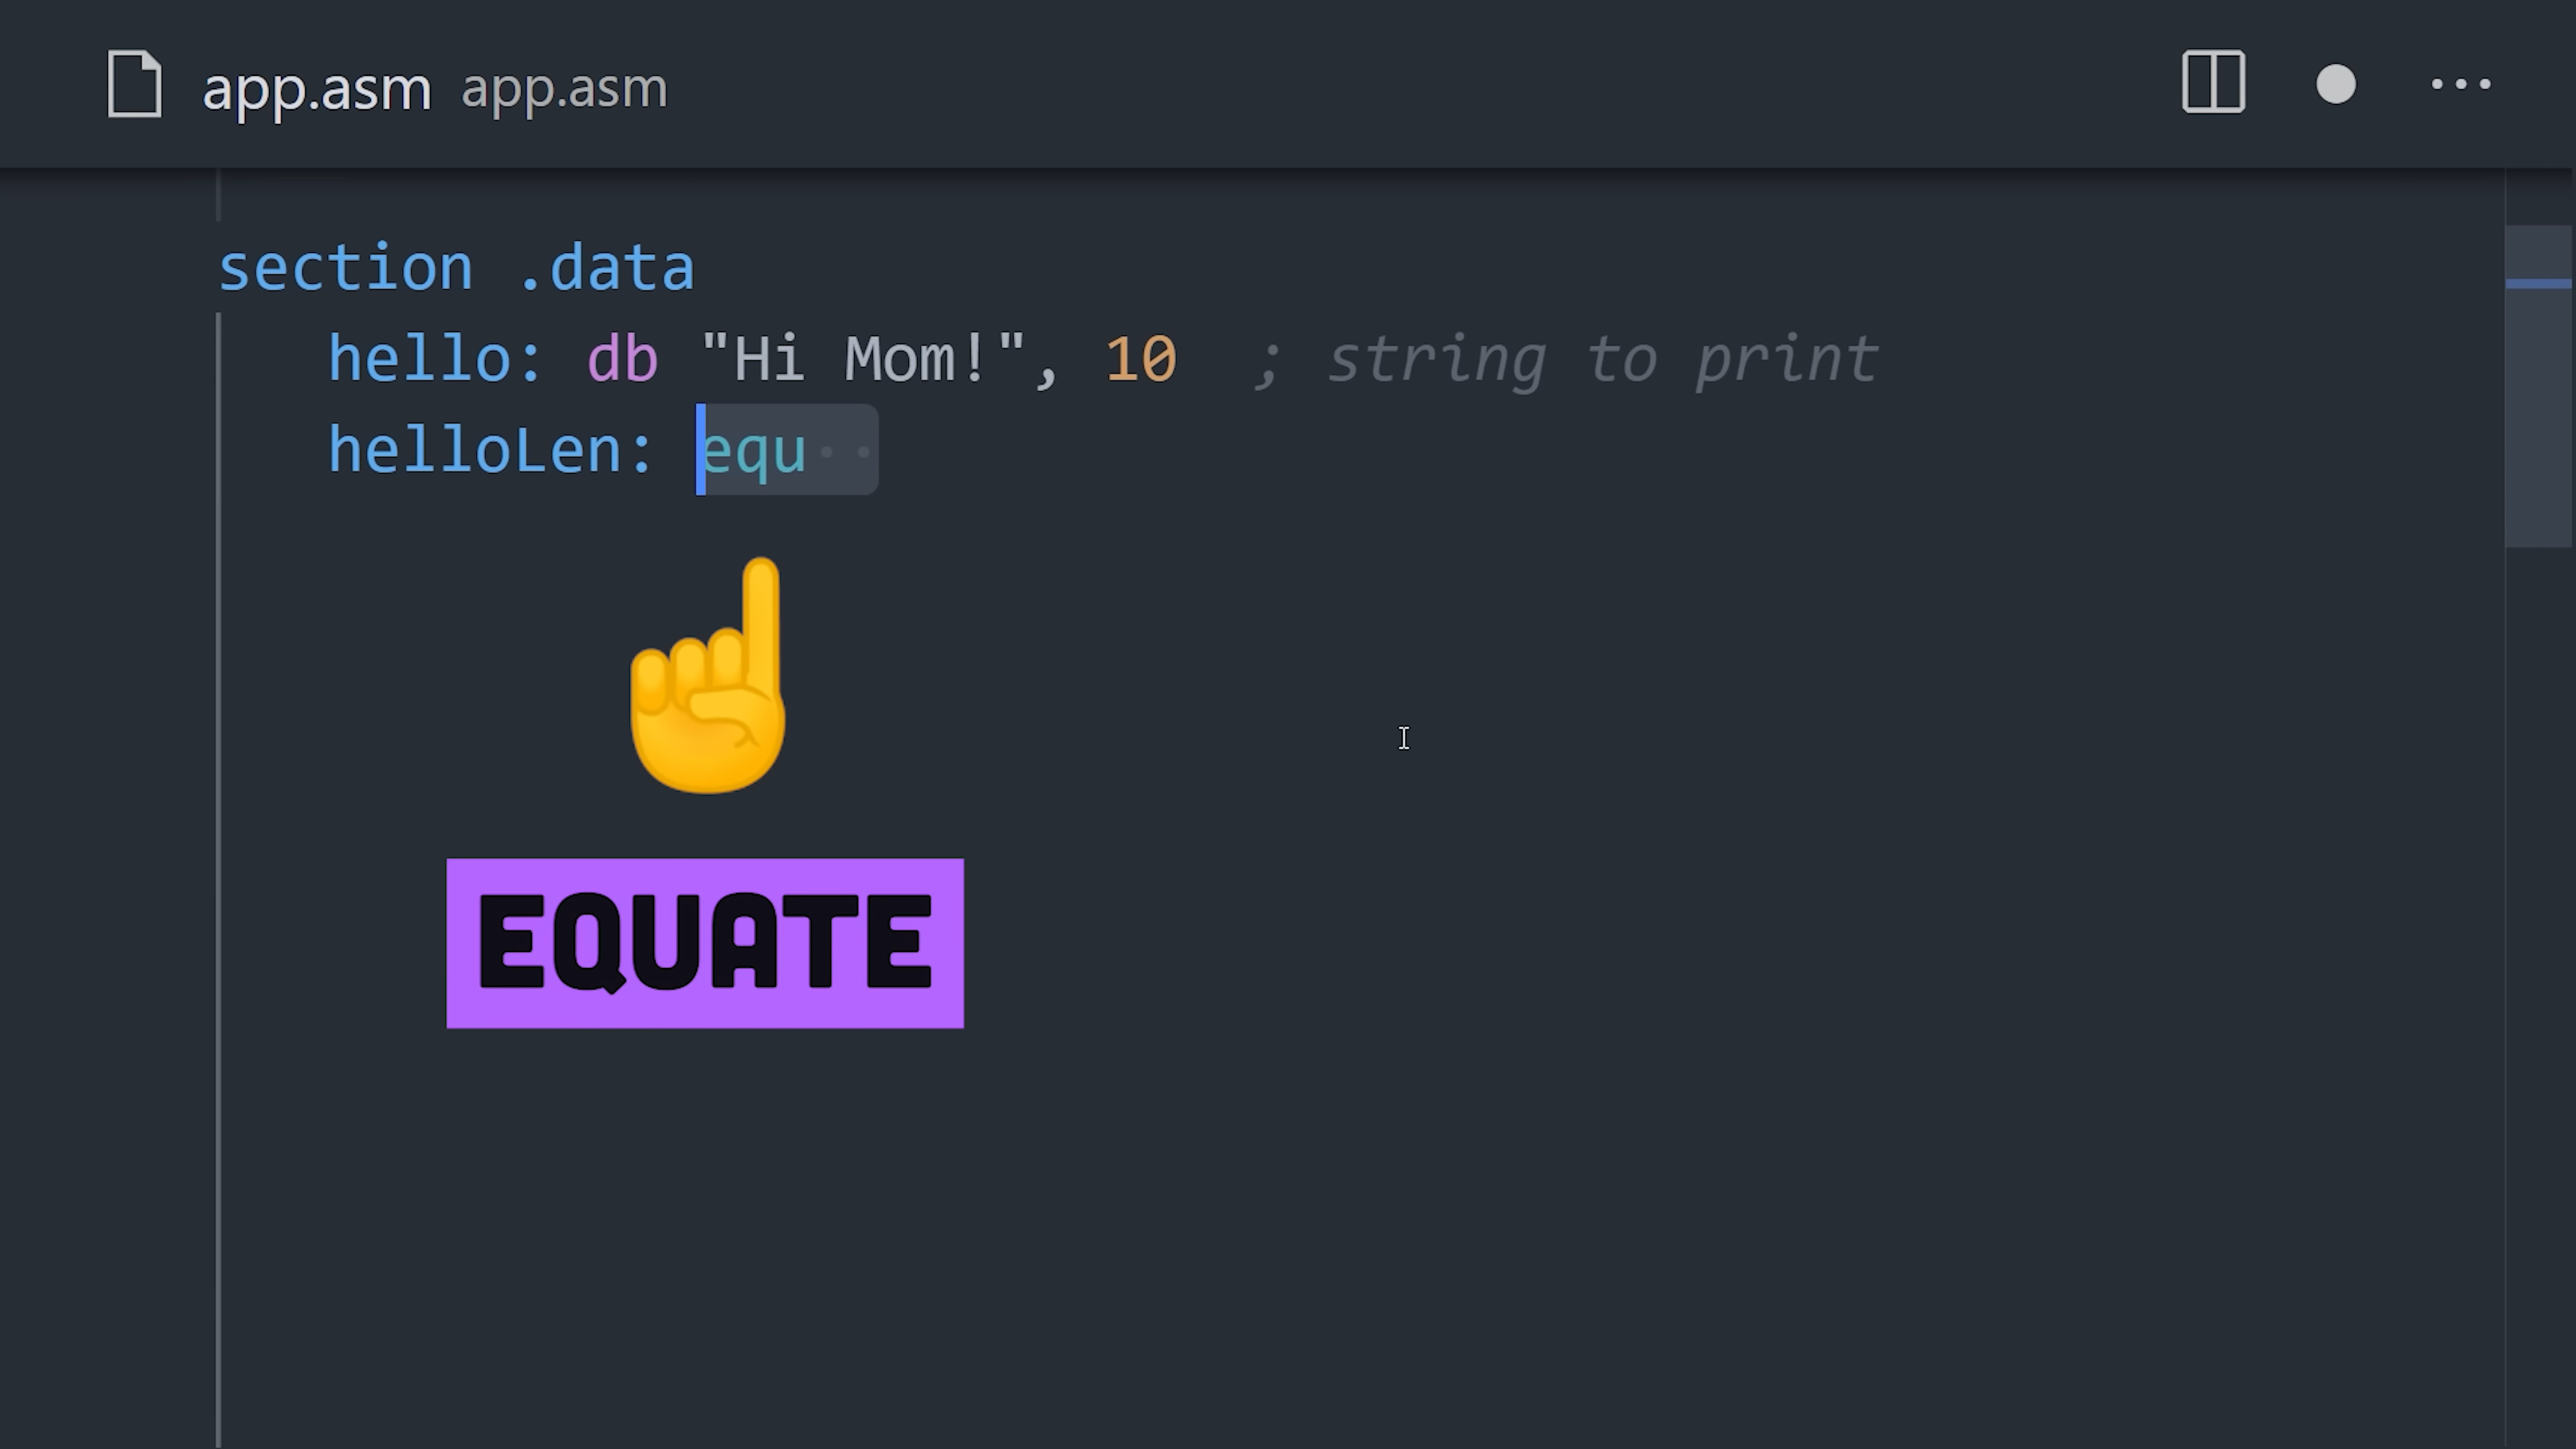 app.asm app.asm
section .data
hello: db "Hi Mom!", 10 ; string to print
helloLen: equ
EQUATE